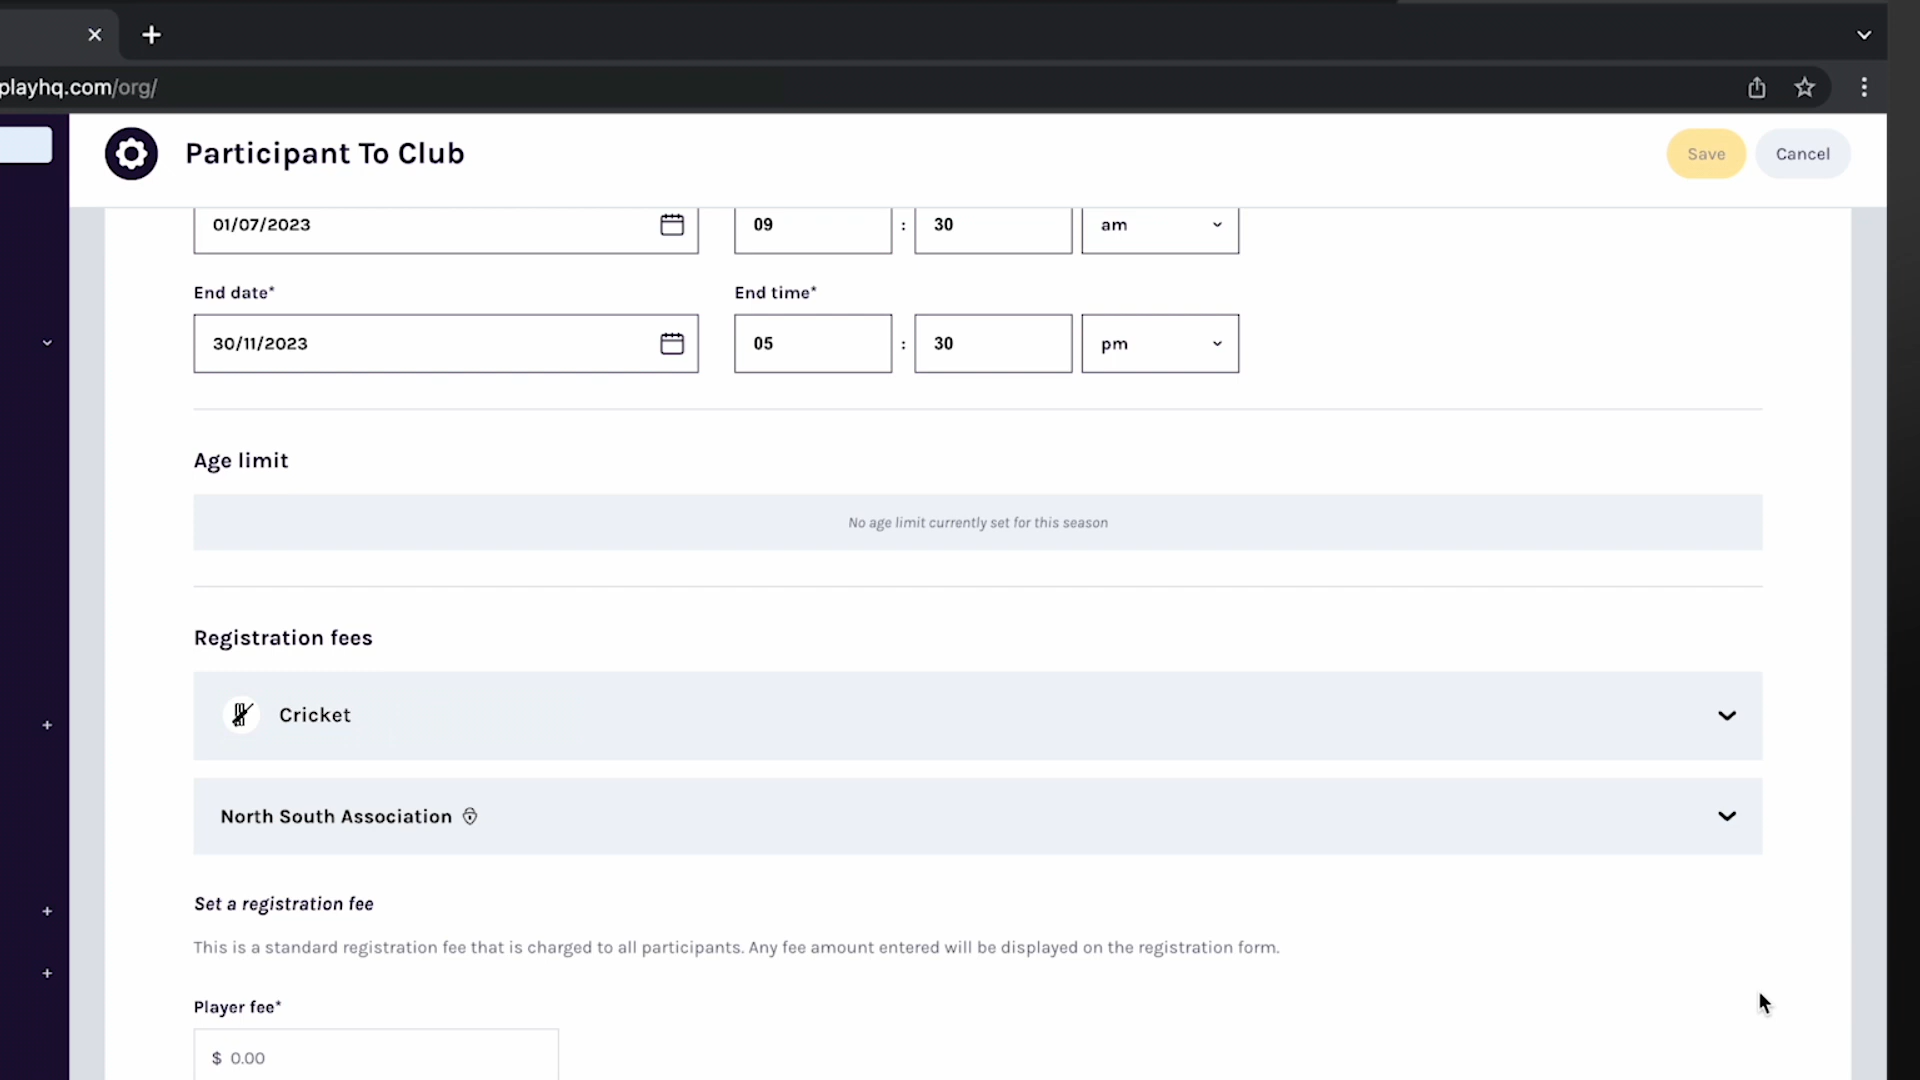 playhq.com/org/
Participant To Club
Save
Cancel
01/07/2023
09 : 30 am
End date*
End time*
30/11/2023
05 : 30 pm
Age limit
No age limit currently set for this season
Registration fees
Cricket
North South Association
Set a registration fee
This is a standard registration fee that is charged to all participants. Any fee amount entered will be displayed on the registration form.
Player fee*
$ 0.00